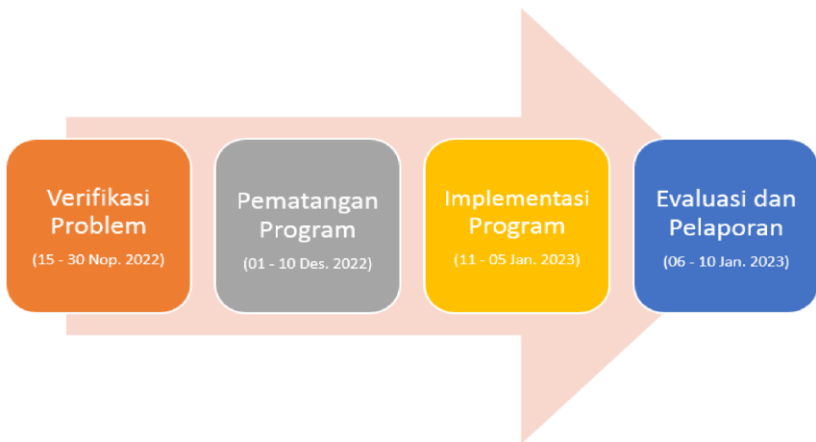 Verifikasi
Problem
(15 - 30 Nop. 2022)
Pematangan
Program
(01 - 10 Des. 2022)
Implementasi
Program
(11 - 05 Jan. 2023)
Evaluasi dan
Pelaporan
(06 - 10 Jan. 2023)